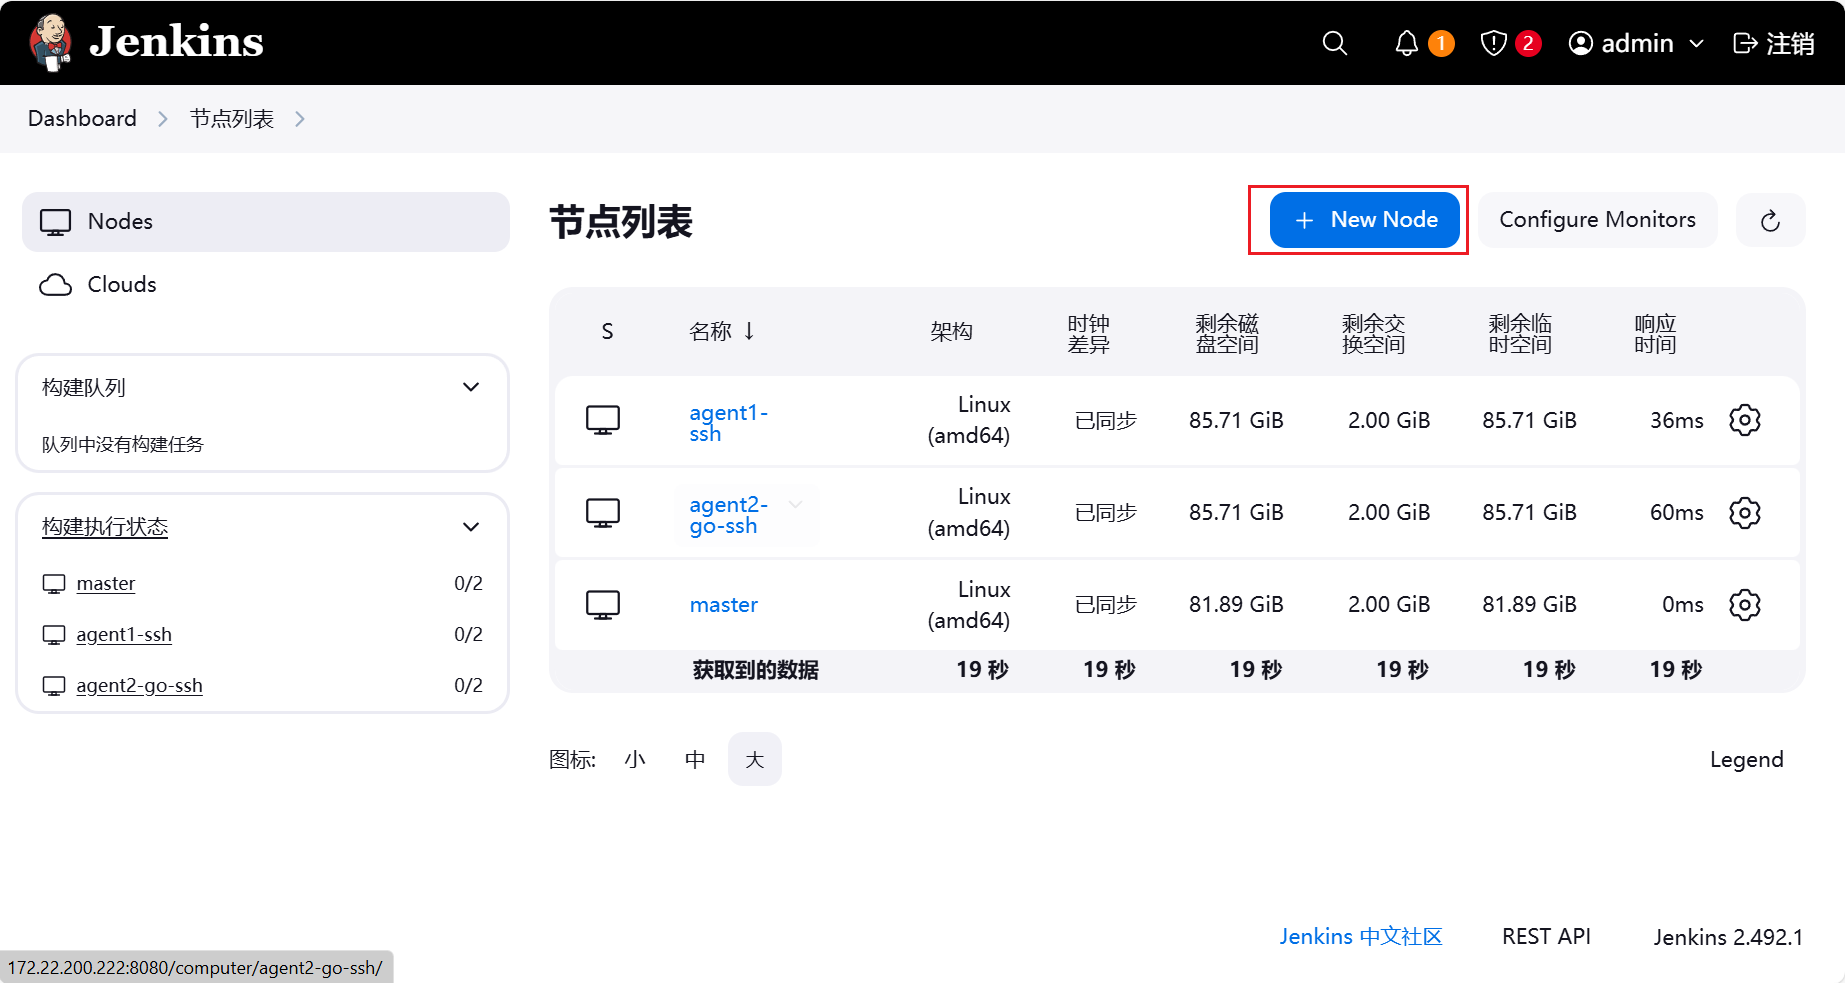 Jenkins
1
2
admin
注销
Dashboard
节点列表
Nodes
Clouds
构建队列
队列中没有构建任务
构建执行状态
master 0/2
agent1-ssh 0/2
agent2-go-ssh 0/2
节点列表
New Node
Configure Monitors
S 名称 ↓ 架构 时钟差异 剩余磁盘空间 剩余交换空间 剩余临时空间 响应时间
agent1-ssh Linux (amd64) 已同步 85.71 GiB 2.00 GiB 85.71 GiB 36ms
agent2-go-ssh Linux (amd64) 已同步 85.71 GiB 2.00 GiB 85.71 GiB 60ms
master Linux (amd64) 已同步 81.89 GiB 2.00 GiB 81.89 GiB 0ms
获取到的数据 19 秒 19 秒 19 秒 19 秒 19 秒 19 秒
图标: 小 中 大
Legend
Jenkins 中文社区
REST API
Jenkins 2.492.1
172.22.200.222:8080/computer/agent2-go-ssh/